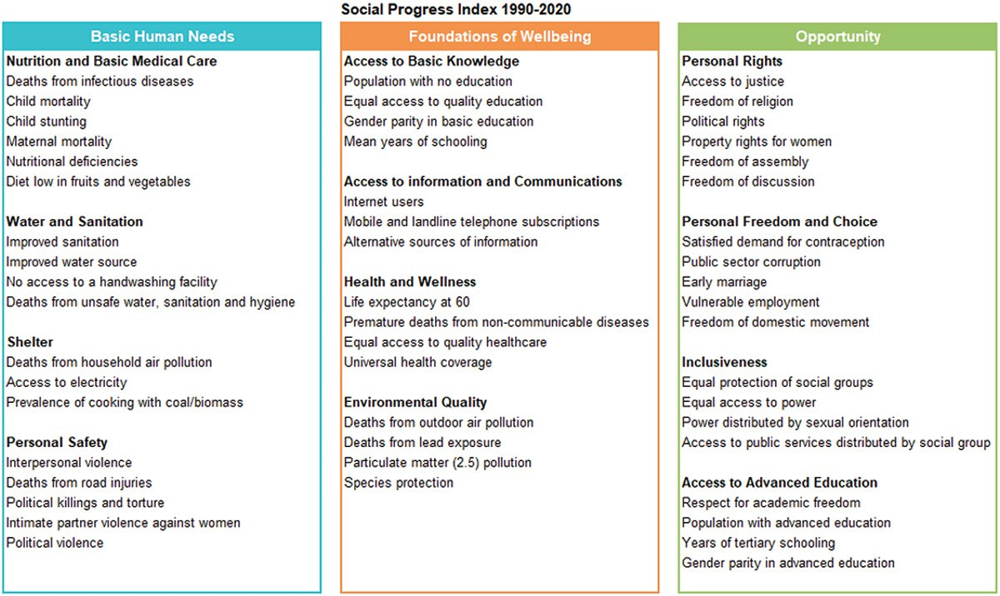 Social Progress Index 1990-2020
Basic Human Needs
Nutrition and Basic Medical Care
Deaths from infectious diseases
Child mortality
Child stunting
Maternal mortality
Nutritional deficiencies
Diet low in fruits and vegetables
Water and Sanitation
Improved sanitation
Improved water source
No access to a handwashing facility
Deaths from unsafe water, sanitation and hygiene
Shelter
Deaths from household air pollution
Access to electricity
Prevalence of cooking with coal/biomass
Personal Safety
Interpersonal violence
Deaths from road injuries
Political killings and torture
Intimate partner violence against women
Political violence
Foundations of Wellbeing
Access to Basic Knowledge
Population with no education
Equal access to quality education
Gender parity in basic education
Mean years of schooling
Access to information and Communications
Internet users
Mobile and landline telephone subscriptions
Alternative sources of information
Health and Wellness
Life expectancy at 60
Premature deaths from non-communicable diseases
Equal access to quality healthcare
Universal health coverage
Environmental Quality
Deaths from outdoor air pollution
Deaths from lead exposure
Particulate matter (2.5) pollution
Species protection
Opportunity
Personal Rights
Access to justice
Freedom of religion
Political rights
Property rights for women
Freedom of assembly
Freedom of discussion
Personal Freedom and Choice
Satisfied demand for contraception
Public sector corruption
Early marriage
Vulnerable employment
Freedom of domestic movement
Inclusiveness
Equal protection of social groups
Equal access to power
Power distributed by sexual orientation
Access to public services distributed by social group
Access to Advanced Education
Respect for academic freedom
Population with advanced education
Years of tertiary schooling
Gender parity in advanced education